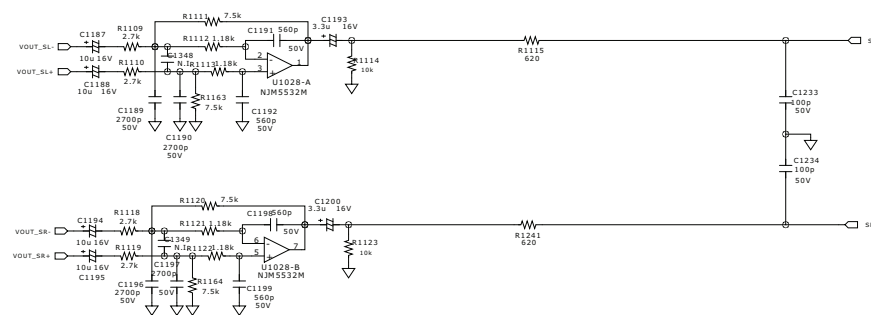 C1187
10u 16V
R1109
2.7k
R1111
7.5k
R1112 1.18k
C1191
560p
50V
C1193
3.3u 16V
VOUT_SL-
VOUT_SL+
C1188
10u 16V
R1110
2.7k
C1348
N.I
R1113 1.18k
2
3
1
-
+
U1028-A
NJM5532M
R1114
10k
R1115
620
C1189
2700p
50V
C1190
2700p
50V
R1163
7.5k
C1192
560p
50V
C1233
100p
50V
C1234
100p
50V
C1194
10u 16V
R1118
2.7k
R1120
7.5k
R1121 1.18k
C1198
560p
50V
C1200
3.3u 16V
VOUT_SR-
VOUT_SR+
10u 16V
C1195
R1119
2.7k
C1349
N.I
R1122 1.18k
6
5
7
-
+
U1028-B
NJM5532M
R1123
10k
R1241
620
C1196
2700p
50V
C1197
2700p
50V
R1164
7.5k
C1199
560p
50V